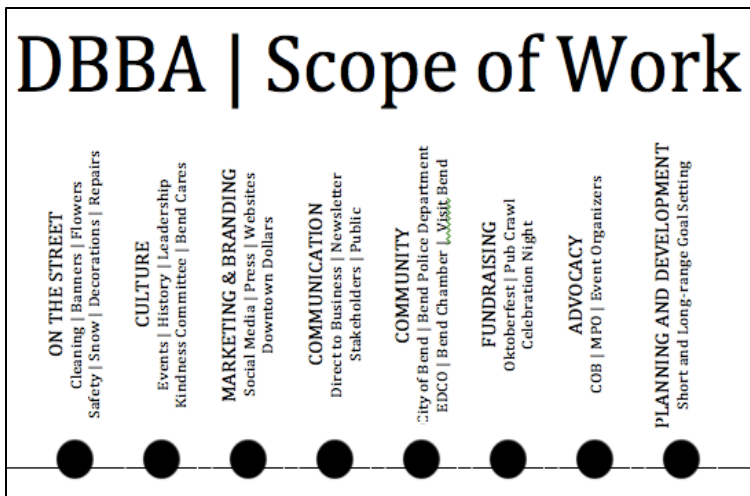 DBBA | Scope of Work
ON THE STREET
Cleaning | Banners | Flowers
Safety | Snow | Decorations | Repairs
CULTURE
Events | History | Leadership
Kindness Committee | Bend Cares
MARKETING & BRANDING
Social Media | Press | Websites
Downtown Dollars
COMMUNICATION
Direct to Business | Newsletter
Stakeholders | Public
COMMUNITY
City of Bend | Bend Police Department
EDCO | Bend Chamber | Visit Bend
FUNDRAISING
Oktoberfest | Pub Crawl
Celebration Night
ADVOCACY
COB | MPO | Event Organizers
PLANNING AND DEVELOPMENT
Short and Long-range Goal Setting